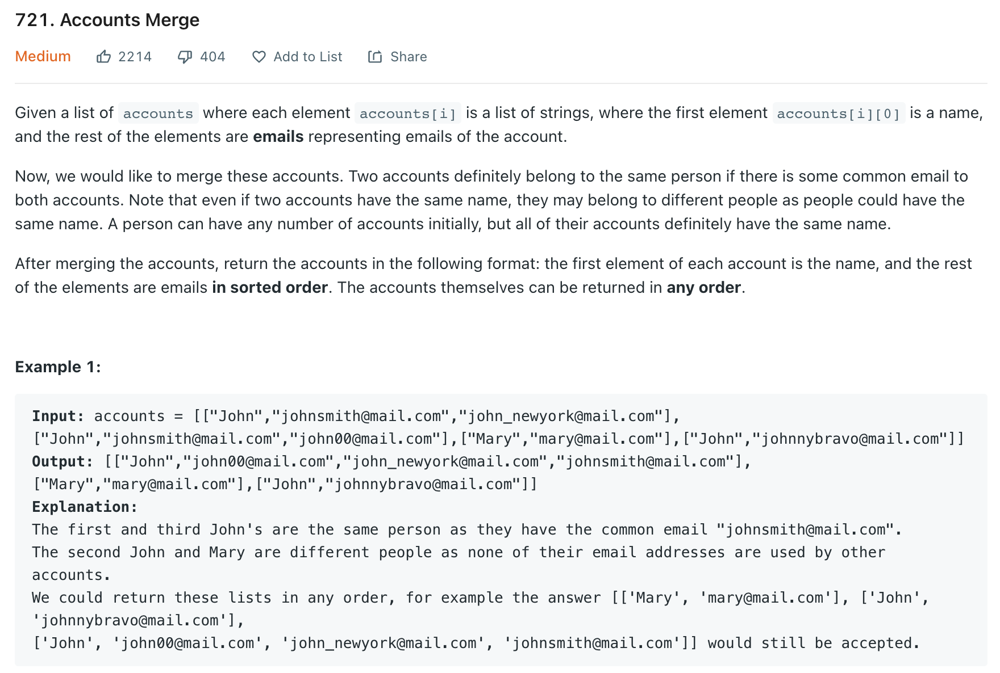 721. Accounts Merge
Medium 2214 404 Add to List Share
Given a list of accounts where each element accounts[i] is a list of strings, where the first element accounts[i][0] is a name,
and the rest of the elements are emails representing emails of the account.
Now, we would like to merge these accounts. Two accounts definitely belong to the same person if there is some common email to
both accounts. Note that even if two accounts have the same name, they may belong to different people as people could have the
same name. A person can have any number of accounts initially, but all of their accounts definitely have the same name.
After merging the accounts, return the accounts in the following format: the first element of each account is the name, and the rest
of the elements are emails in sorted order. The accounts themselves can be returned in any order.
Example 1:
Input: accounts = [["John","johnsmith@mail.com","john_newyork@mail.com"],
["John","johnsmith@mail.com","john00@mail.com"],["Mary","mary@mail.com"],["John","johnnybravo@mail.com"]]
Output: [["John","john00@mail.com","john_newyork@mail.com","johnsmith@mail.com"],
["Mary","mary@mail.com"],["John","johnnybravo@mail.com"]]
Explanation:
The first and third John's are the same person as they have the common email "johnsmith@mail.com".
The second John and Mary are different people as none of their email addresses are used by other
accounts.
We could return these lists in any order, for example the answer [['Mary', 'mary@mail.com'], ['John',
'johnnybravo@mail.com'],
['John', 'john00@mail.com', 'john_newyork@mail.com', 'johnsmith@mail.com']] would still be accepted.